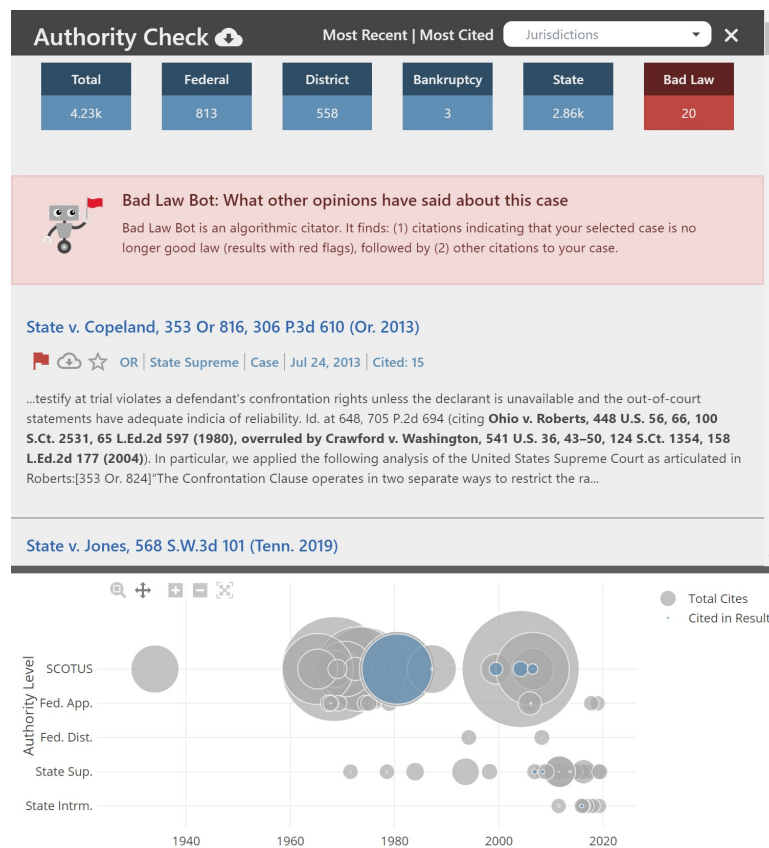 Authority Check
Most Recent | Most Cited
Jurisdictions
Total Federal District Bankruptcy State Bad Law
4.23k 813 558 3 2.86k 20
Bad Law Bot: What other opinions have said about this case
Bad Law Bot is an algorithmic citator. It finds: (1) citations indicating that your selected case is no
longer good law (results with red flags), followed by (2) other citations to your case.
State v. Copeland, 353 Or 816, 306 P.3d 610 (Or. 2013)
OR | State Supreme | Case | Jul 24, 2013 | Cited: 15
...testify at trial violates a defendant's confrontation rights unless the declarant is unavailable and the out-of-court
statements have adequate indicia of reliability. Id. at 648, 705 P.2d 694 (citing Ohio v. Roberts, 448 U.S. 56, 66, 100
S.Ct. 2531, 65 L.Ed.2d 597 (1980), overruled by Crawford v. Washington, 541 U.S. 36, 43–50, 124 S.Ct. 1354, 158
L.Ed.2d 177 (2004)). In particular, we applied the following analysis of the United States Supreme Court as articulated in
Roberts:[353 Or. 824]"The Confrontation Clause operates in two separate ways to restrict the ra...
State v. Jones, 568 S.W.3d 101 (Tenn. 2019)
Total Cites
Cited in Result
Authority Level
SCOTUS
Fed. App.
Fed. Dist.
State Sup.
State Intrm.
1940 1960 1980 2000 2020